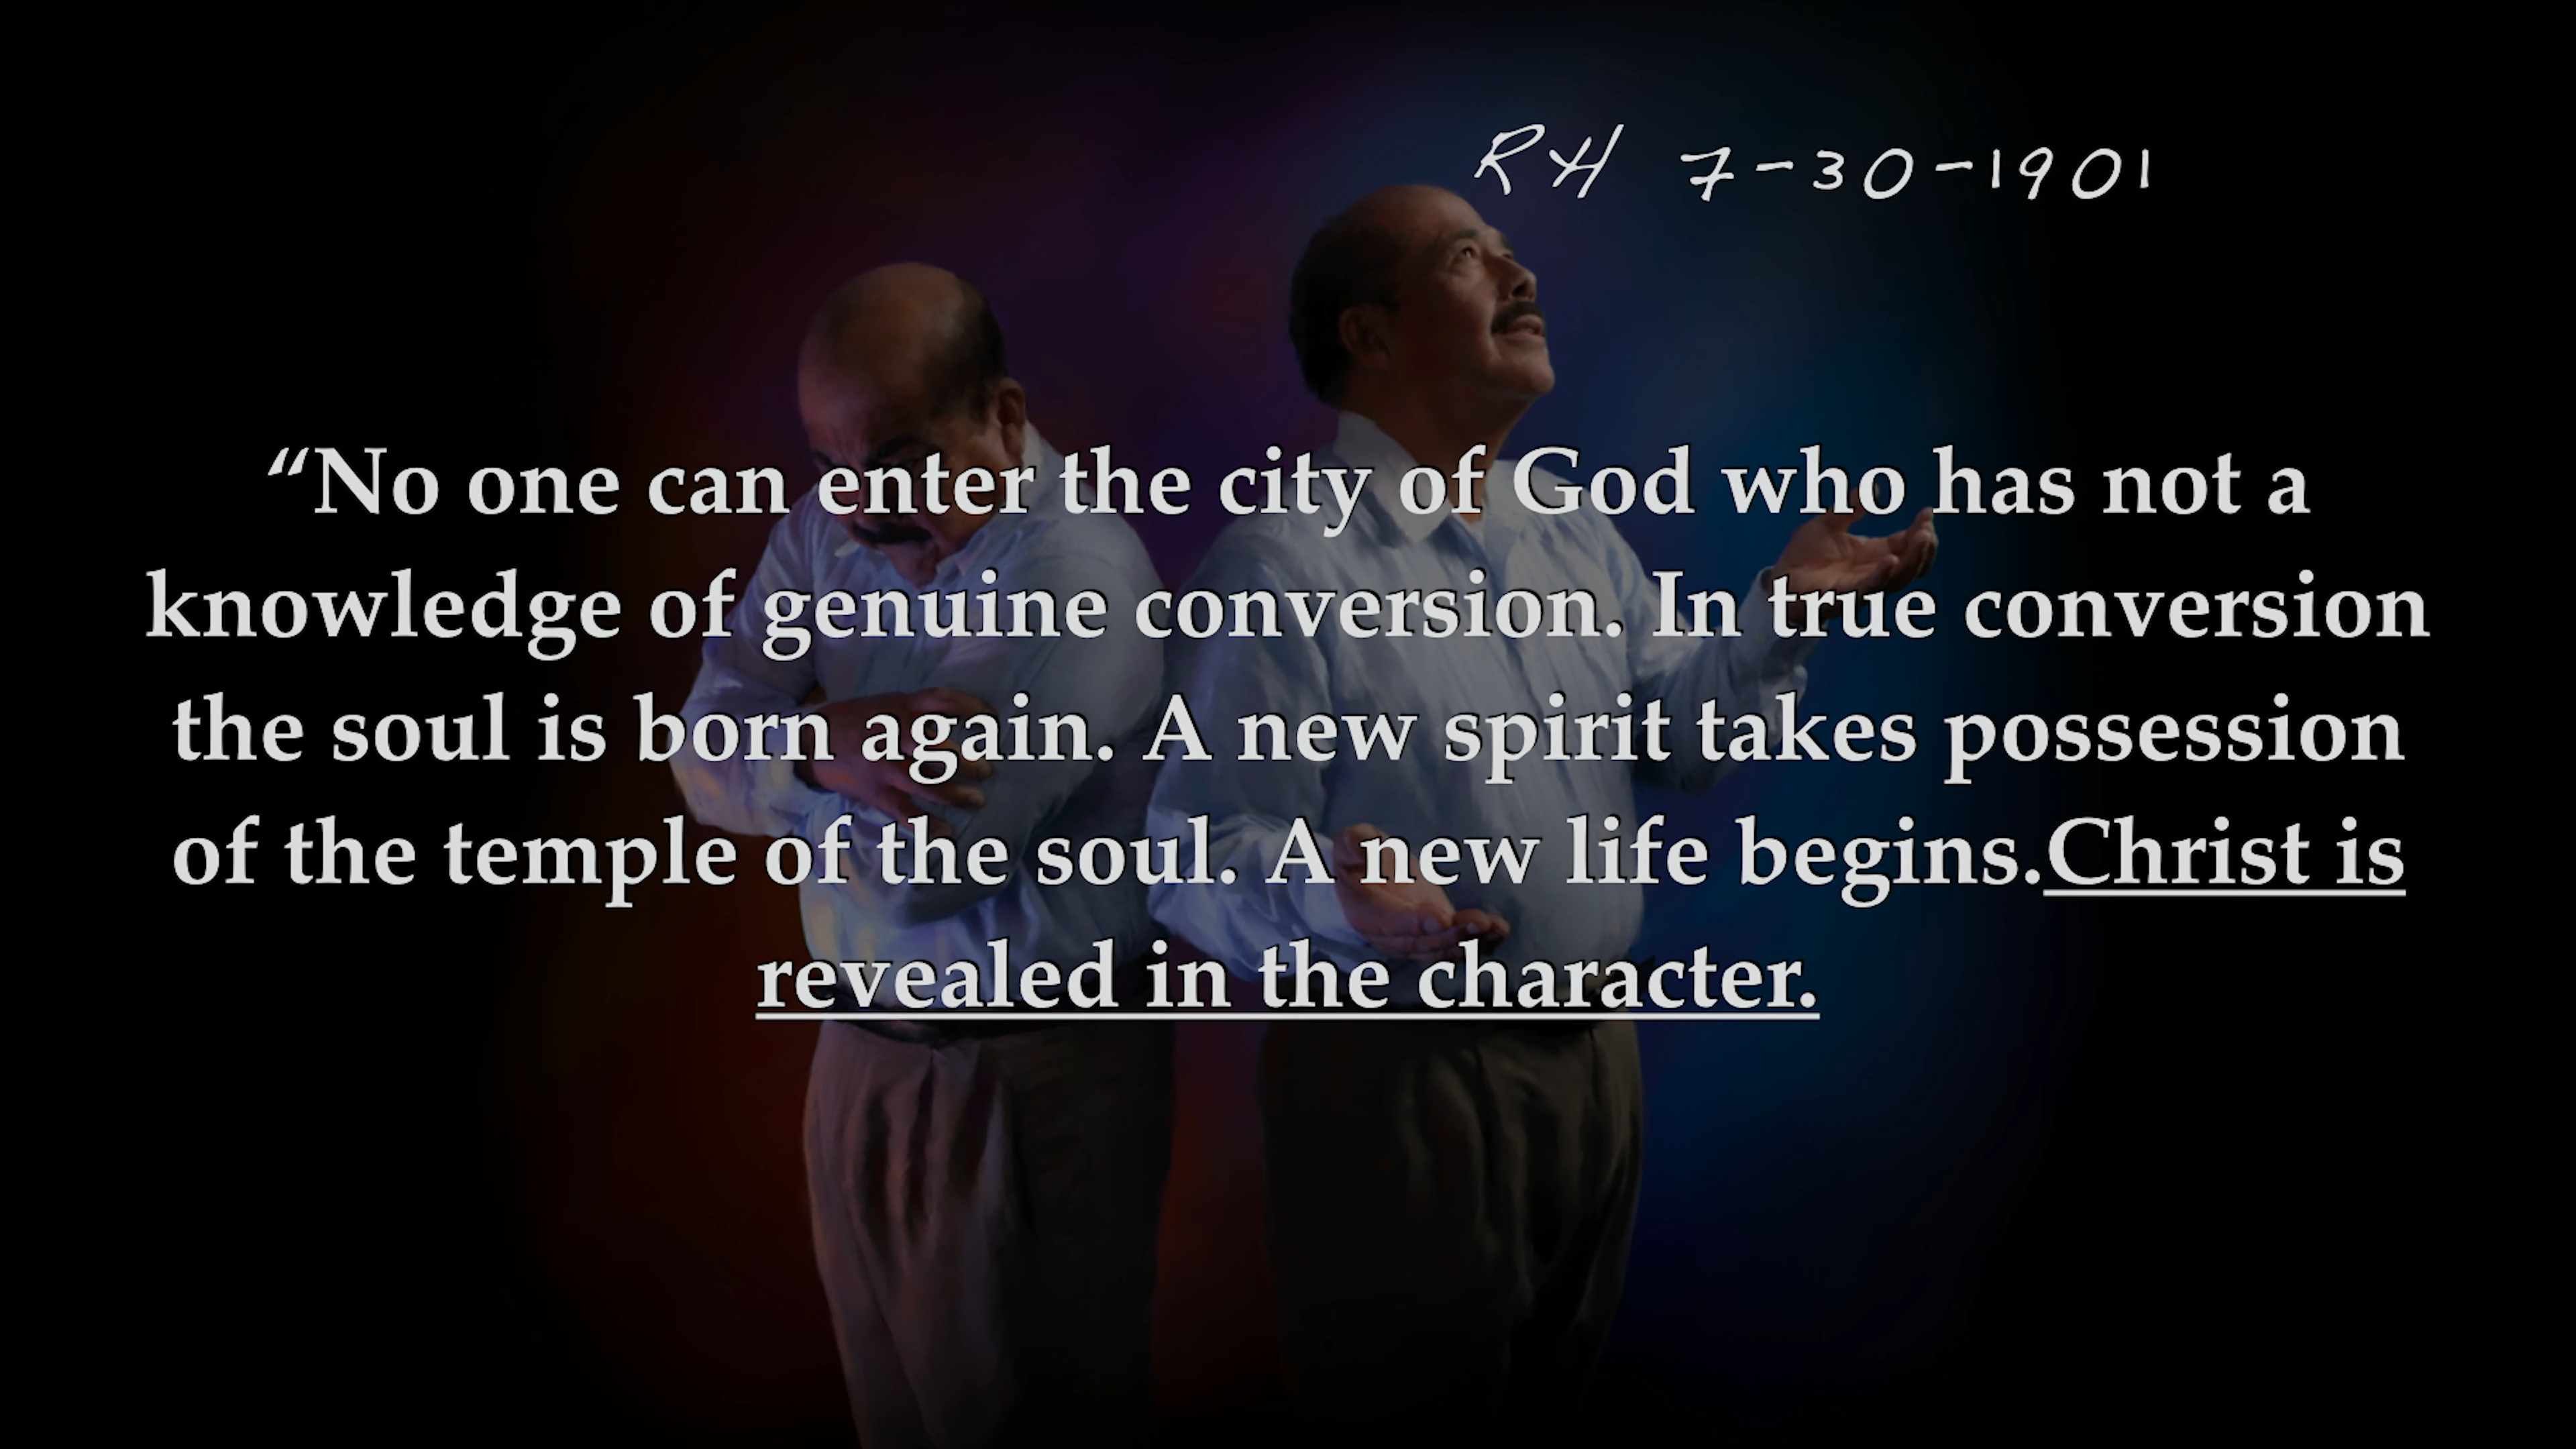 RH 7-30-1901
“No one can enter the city of God who has not a
knowledge of genuine conversion. In true conversion
the soul is born again. A new spirit takes possession
of the temple of the soul. A new life begins.Christ is
revealed in the character.